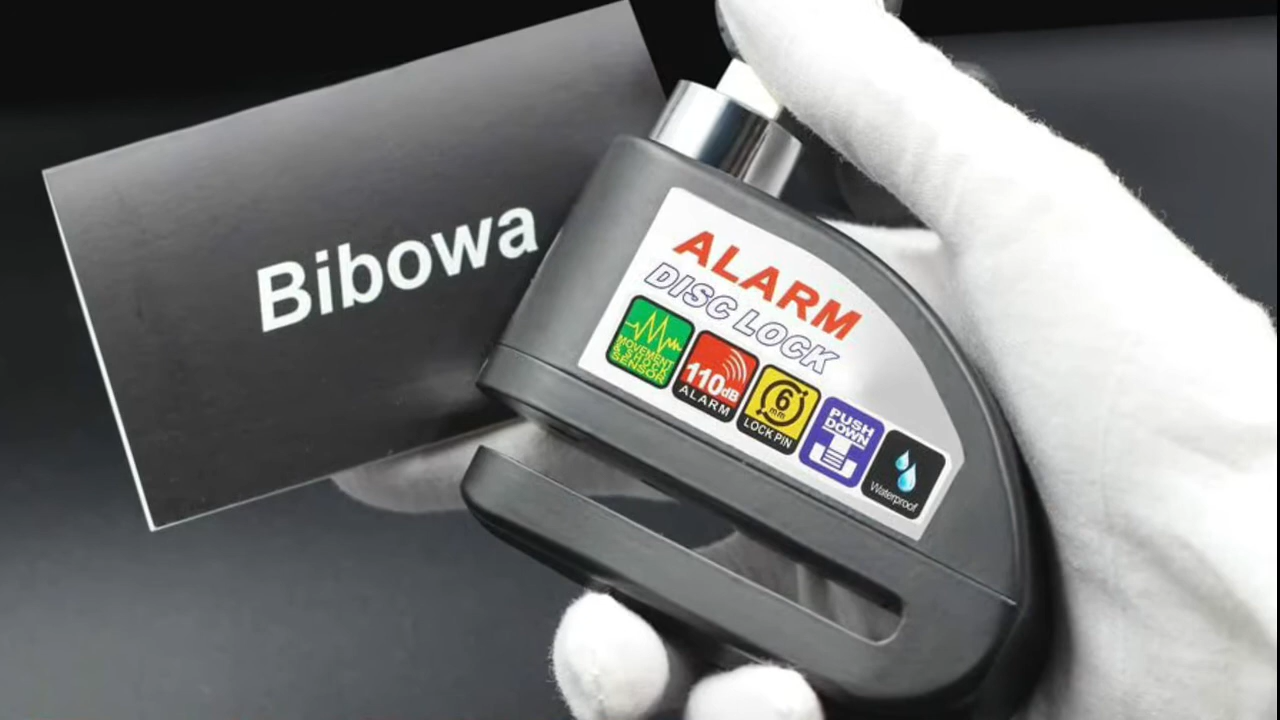 Bibowa
ALARM
DISC LOCK
MOVEMENT
& SHOCK
SENSOR
110dB
ALARM
6
mm
LOCK PIN
PUSH
DOWN
Waterproof